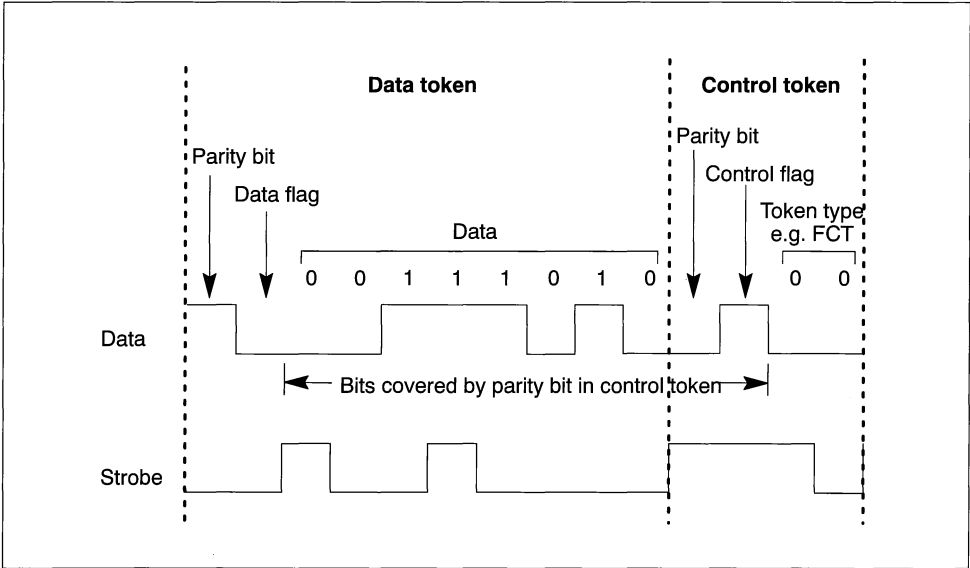 Data token
Control token
Parity bit
Parity bit
Data flag
Control flag
Token type
e.g. FCT
Data
0 0 1 1 1 0 1 0
0 0
Data
Bits covered by parity bit in control token
Strobe